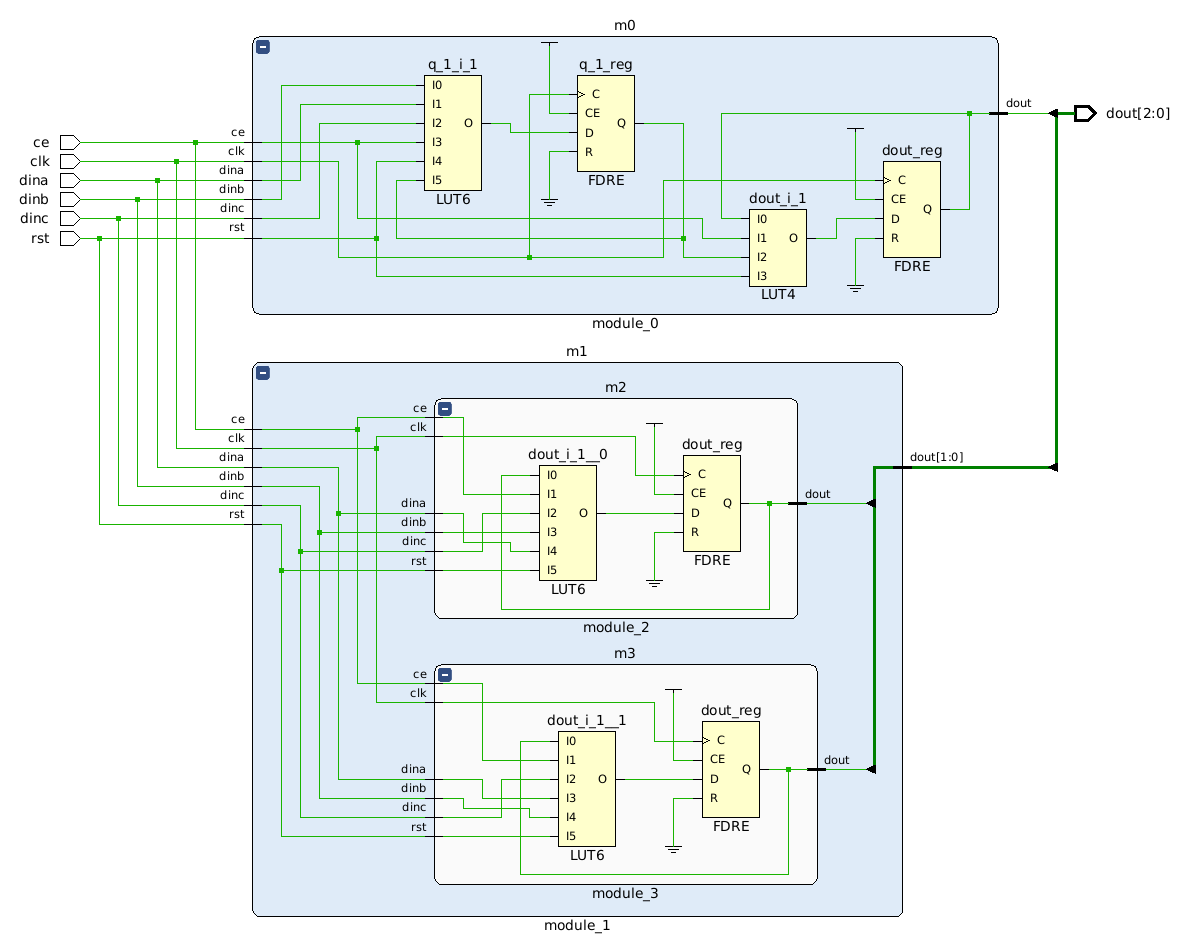 m0
q_1_i_1
I0
I1
I2
I3
I4
I5
O
LUT6
q_1_reg
C
CE
D
R
Q
FDRE
dout_i_1
I0
I1
I2
I3
O
LUT4
dout_reg
C
CE
D
R
Q
FDRE
dout
dout[2:0]
ce
clk
dina
dinb
dinc
rst
ce
clk
dina
dinb
dinc
rst
module_0
m1
ce
clk
dina
dinb
dinc
rst
m2
ce
clk
dina
dinb
dinc
rst
dout_i_1__0
I0
I1
I2
I3
I4
I5
O
LUT6
dout_reg
C
CE
D
R
Q
FDRE
dout
dout[1:0]
module_2
m3
ce
clk
dina
dinb
dinc
rst
dout_i_1__1
I0
I1
I2
I3
I4
I5
O
LUT6
dout_reg
C
CE
D
R
Q
FDRE
dout
module_3
module_1